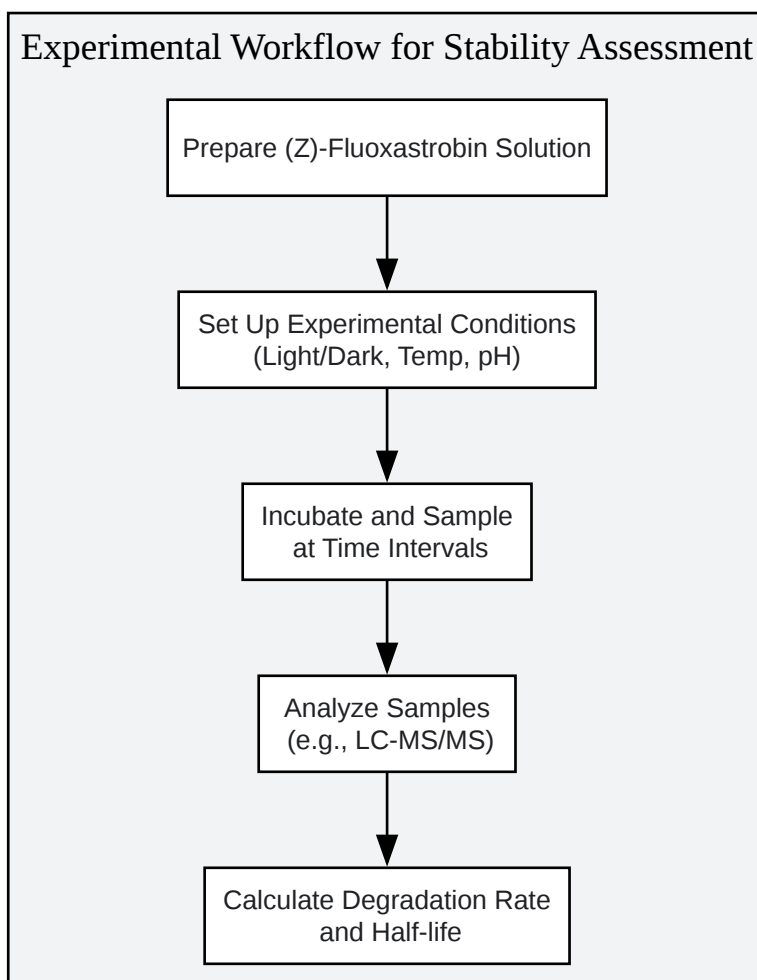 Experimental Workflow for Stability Assessment
Prepare (Z)-Fluoxastrobin Solution
Set Up Experimental Conditions
(Light/Dark, Temp, pH)
Incubate and Sample
at Time Intervals
Analyze Samples
(e.g., LC-MS/MS)
Calculate Degradation Rate
and Half-life